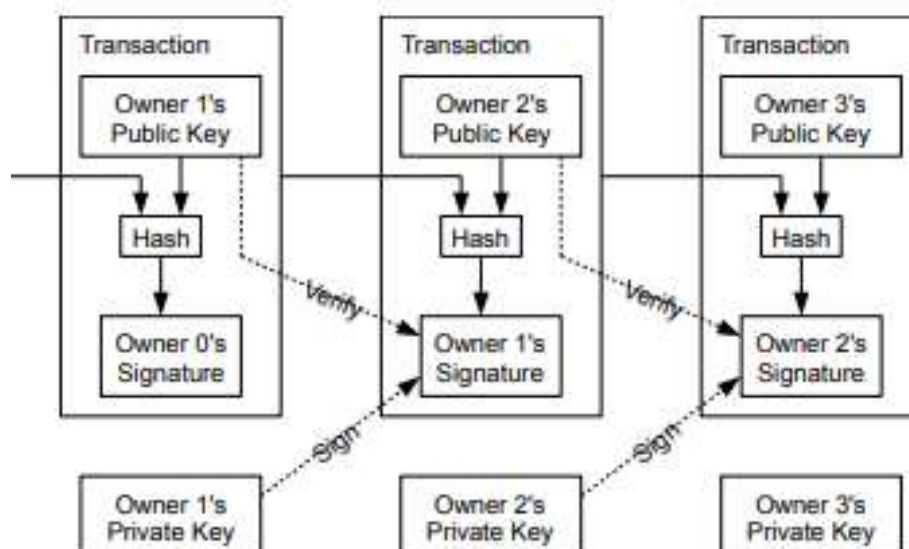 Transaction
Transaction
Transaction
Owner 1's
Public Key
Owner 2's
Public Key
Owner 3's
Public Key
Hash
Hash
Hash
Verify
Verify
Owner 0's
Signature
Owner 1's
Signature
Owner 2's
Signature
Sign
Sign
Owner 1's
Private Key
Owner 2's
Private Key
Owner 3's
Private Key